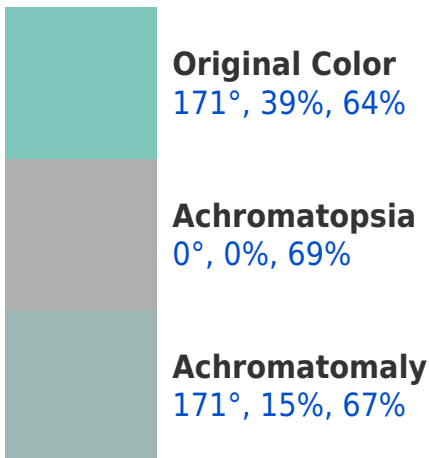 Original Color
171°, 39%, 64%
Achromatopsia
0°, 0%, 69%
Achromatomaly
171°, 15%, 67%